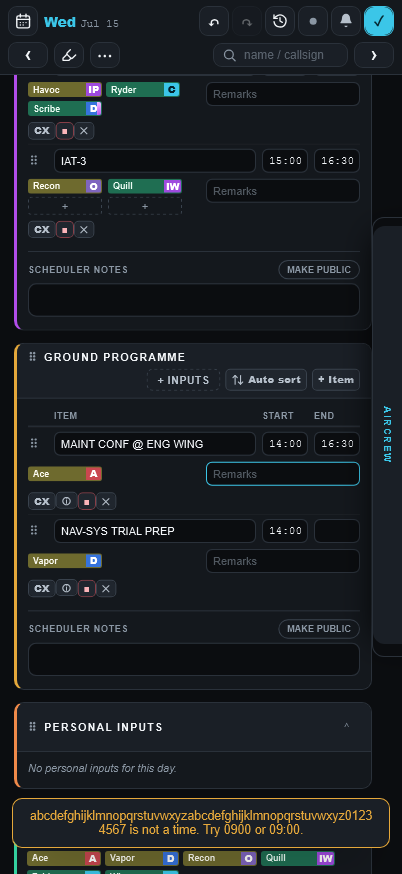 Wed Jul 15
name / callsign
Havoc IP Ryder C
Remarks
Scribe D
CX
IAT-3 15:00 16:30
Recon O Quill IW
Remarks
+ +
CX
SCHEDULER NOTES MAKE PUBLIC
GROUND PROGRAMME
+ INPUTS Auto sort + Item
ITEM START END
MAINT CONF @ ENG WING 14:00 16:30
Ace A
Remarks
CX
NAV-SYS TRIAL PREP 14:00
Vapor D
Remarks
CX
SCHEDULER NOTES MAKE PUBLIC
AIRCREW
PERSONAL INPUTS
No personal inputs for this day.
abcdefghijklmnopqrstuvwxyzabcdefghijklmnopqrstuvwxyz0123
4567 is not a time. Try 0900 or 09:00.
Ace A Vapor D Recon O Quill IW